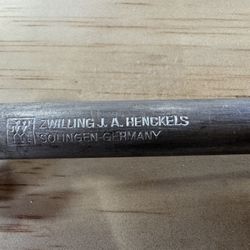 ZWILLING J. A. HENCKELS
SOLINGEN-GERMANY